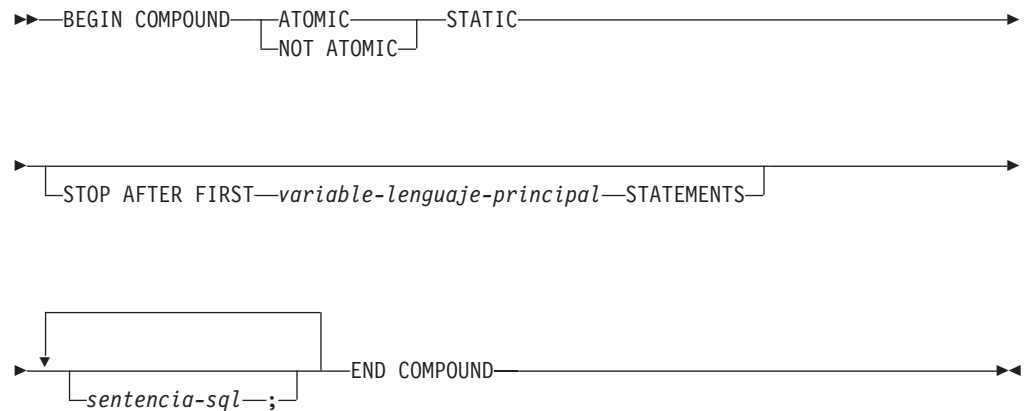 BEGIN COMPOUND ATOMIC STATIC
NOT ATOMIC
STOP AFTER FIRST variable-lenguaje-principal STATEMENTS
END COMPOUND
sentencia-sql ;